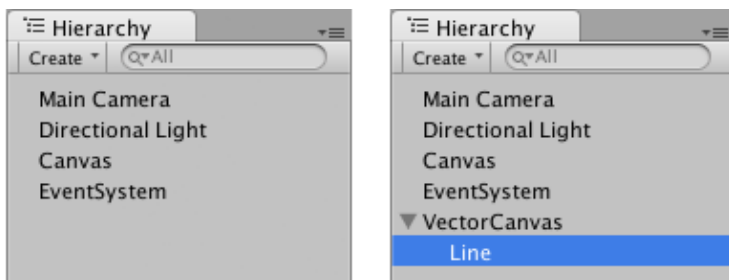 Hierarchy
Create
All
Main Camera
Directional Light
Canvas
EventSystem
Hierarchy
Create
All
Main Camera
Directional Light
Canvas
EventSystem
VectorCanvas
Line